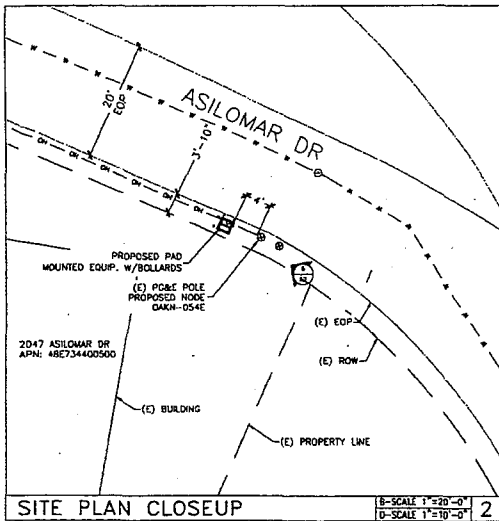 20'
EOP
ASILOMAR DR
3'-10"
4'
PROPOSED PAD
MOUNTED EQUIP. W/BOLLARDS
(E) PG&E POLE
PROPOSED NODE
OAKN-054E
2047 ASILOMAR DR
APN: 48E734400500
(E) EOP
(E) ROW
(E) BUILDING
(E) PROPERTY LINE
SITE PLAN CLOSEUP
B-SCALE 1"=20'-0"
D-SCALE 1"=10'-0"
2